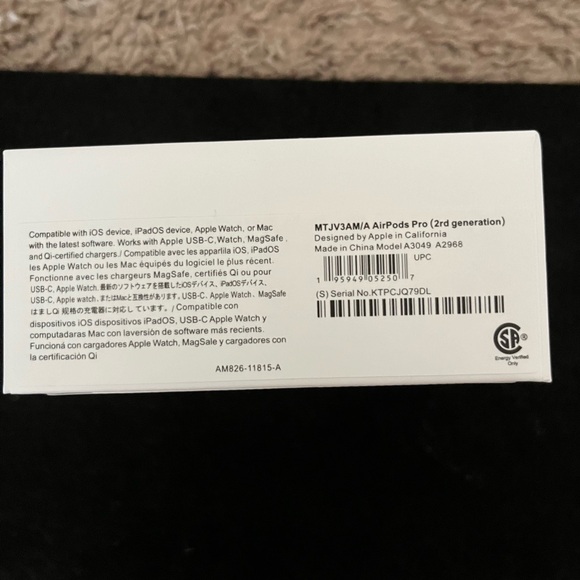 Compatible with iOS device, iPadOS device, Apple Watch, or Mac
with the latest software. Works with Apple USB-C,Watch, MagSafe .
and Qi-certified chargers./ Compatible avec les appartlia iOS, iPadOS
les Apple Watch ou les Mac équipés du logiciel le plus récent.
Fonctionne avec les chargeurs MagSafe, certifiés Qi ou pour
USB-C, Apple Watch. 最新のソフトウェアを搭載したiOSデバイス、iPadOSデバイス、
USB-C, Apple watch. またはMacと互換性があります。USB-C、Apple Watch、MagSafe
はまし Qi 规格の充電器に対応し ています。/Compatible con
dispositivos iOS dispositivos iPadOS, USB-C Apple Watch y
computadaras Mac con laversión de software más recientes.
Funcioná con cargadores Apple Watch, MagSafe y cargadores con
la certificación Qi
AM826-11815-A
MTJV3AM/A AirPods Pro (2rd generation)
Designed by Apple in California
Made in China Model A3049 A2968
UPC
1 95949 05250 7
(S) Serial No.KTPCJQ79DL
SP®
Energy Verified
Only